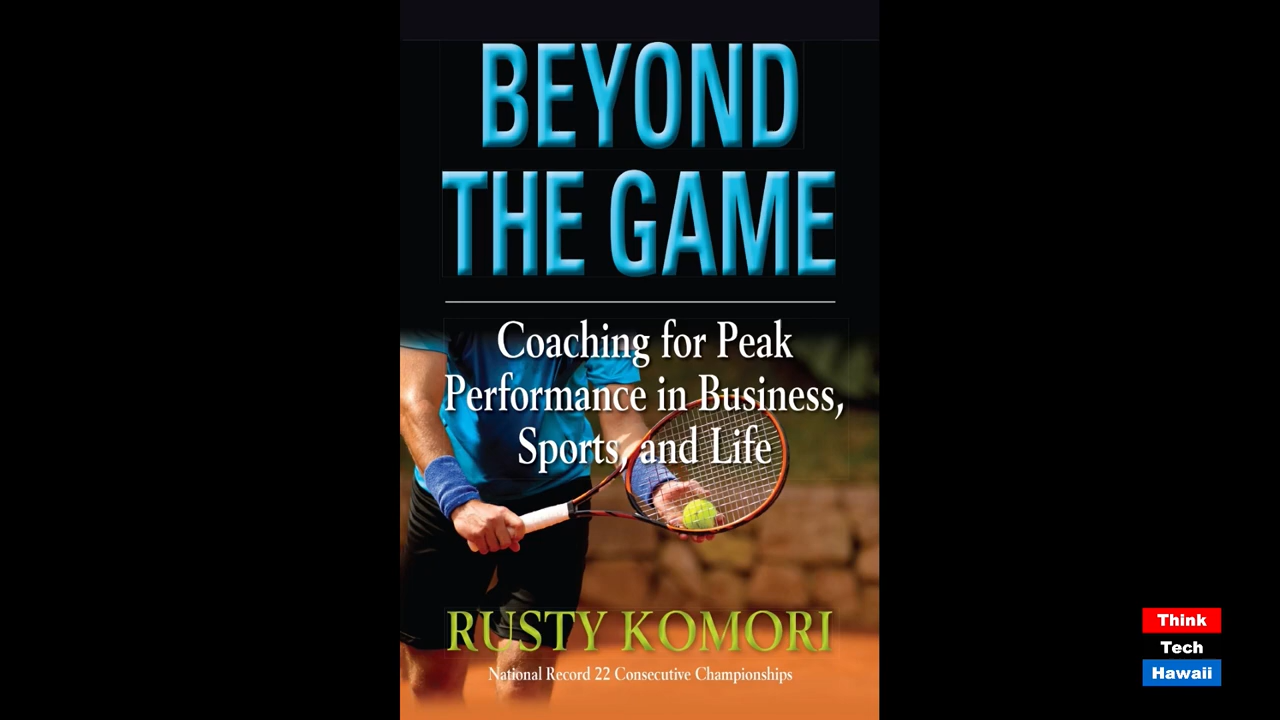 BEYOND
THE GAME
Coaching for Peak
Performance in Business,
Sports, and Life
RUSTY KOMORI
National Record 22 Consecutive Championships
Think
Tech
Hawaii